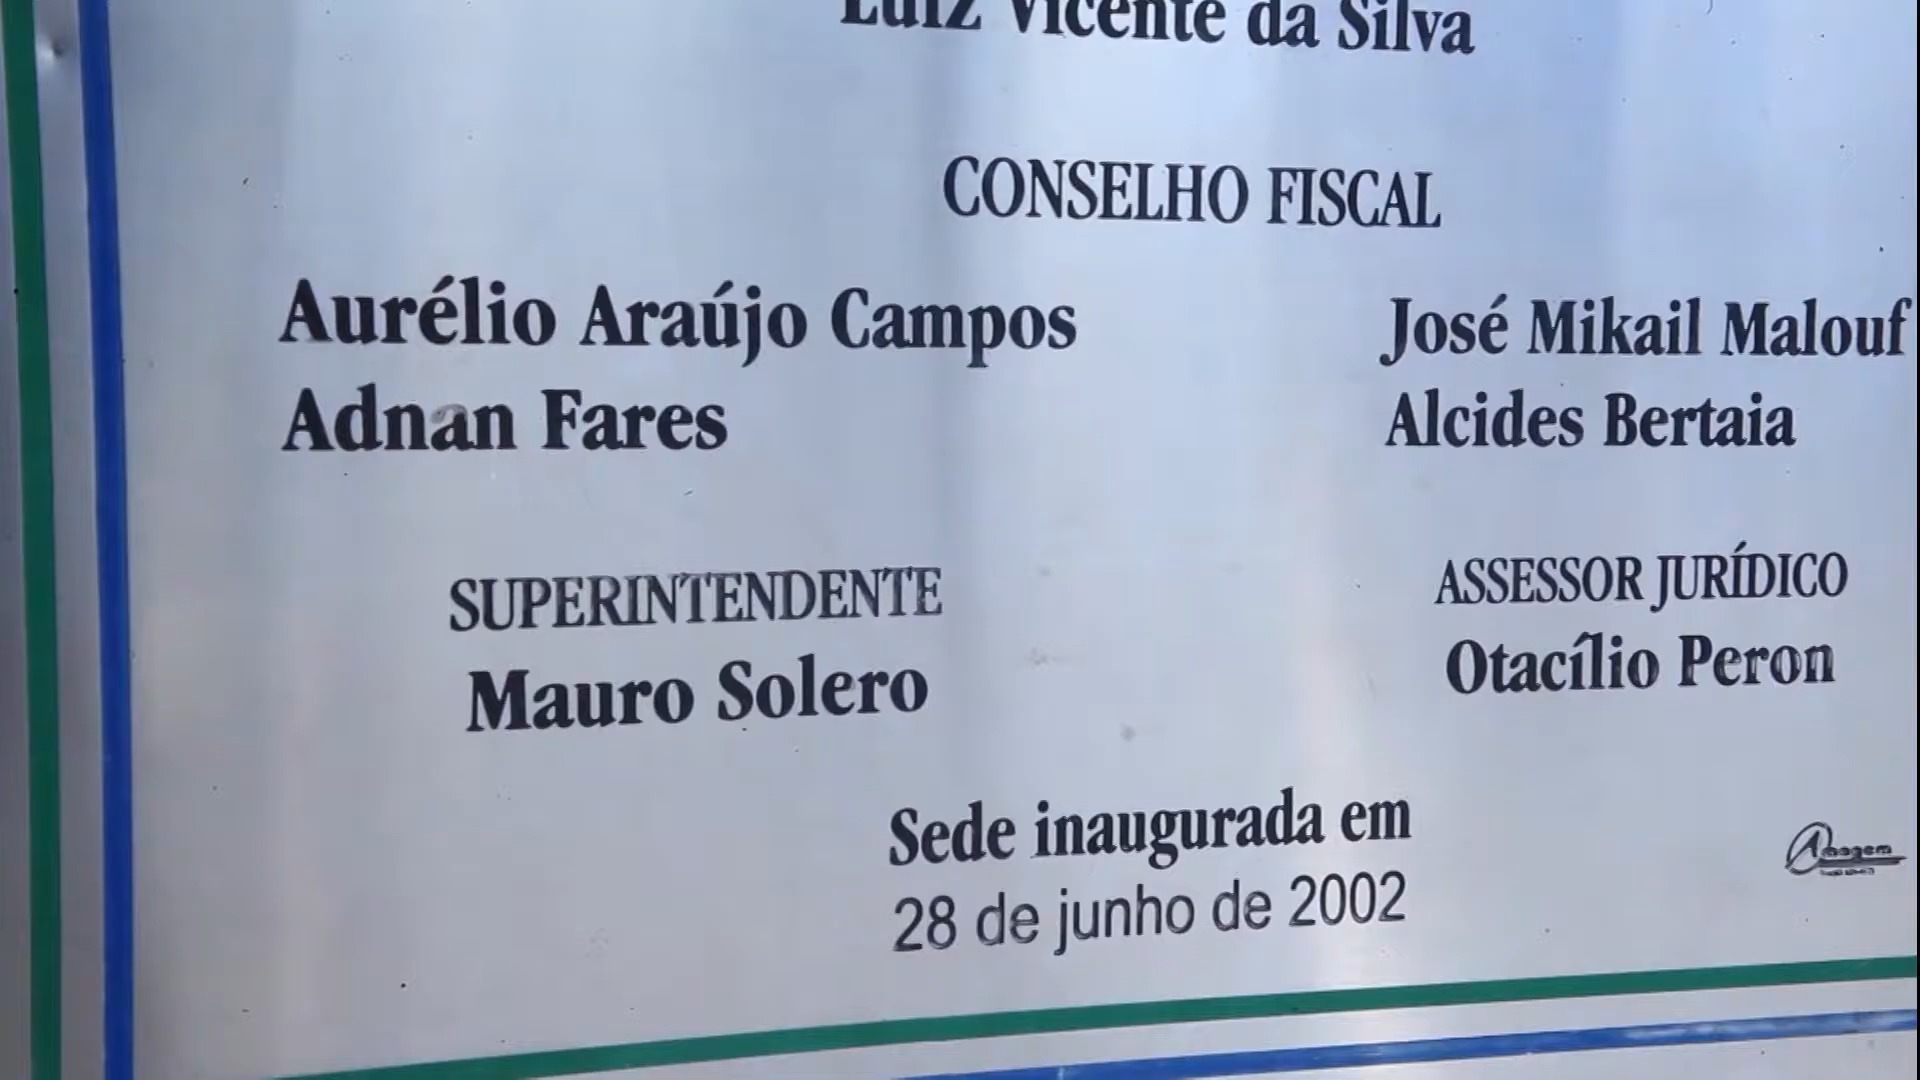 Luiz Vicente da Silva
CONSELHO FISCAL
Aurélio Araújo Campos
José Mikail Malouf
Adnan Fares
Alcides Bertaia
SUPERINTENDENTE
ASSESSOR JURÍDICO
Mauro Solero
Otacílio Peron
Sede inaugurada em
28 de junho de 2002